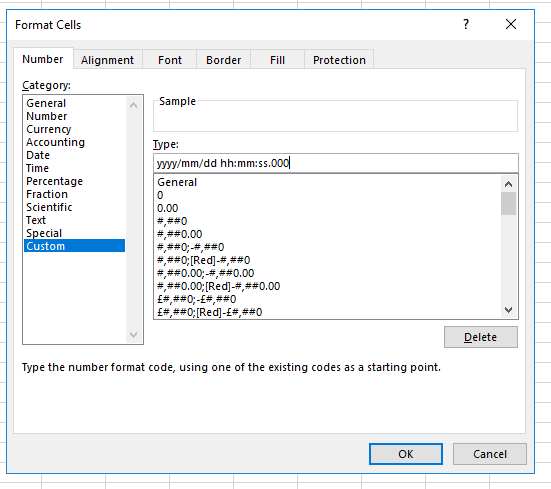 Format Cells
?
Number Alignment Font Border Fill Protection
Category:
General
Number
Currency
Accounting
Date
Time
Percentage
Fraction
Scientific
Text
Special
Custom
Sample
Type:
yyyy/mm/dd hh:mm:ss.000
General
0
0.00
#,##0
#,##0.00
#,##0;-#,##0
#,##0;[Red]-#,##0
#,##0.00;-#,##0.00
#,##0.00;[Red]-#,##0.00
£#,##0;-£#,##0
£#,##0;[Red]-£#,##0
Delete
Type the number format code, using one of the existing codes as a starting point.
OK Cancel